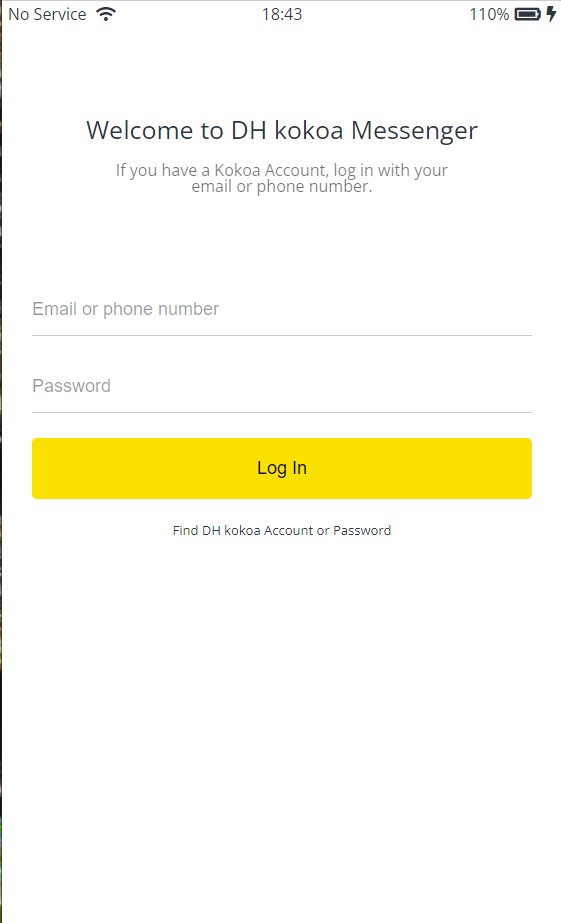 No Service 18:43 110%
Welcome to DH kokoa Messenger
If you have a Kokoa Account, log in with your
email or phone number.
Email or phone number
Password
Log In
Find DH kokoa Account or Password